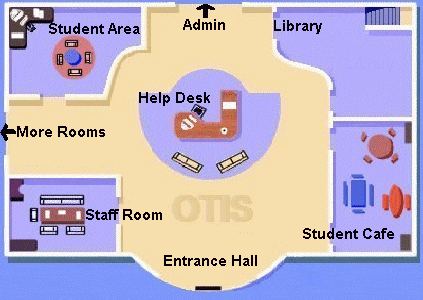 Admin
Student Area
Library
Help Desk
More Rooms
OTIS
Staff Room
Student Cafe
Entrance Hall